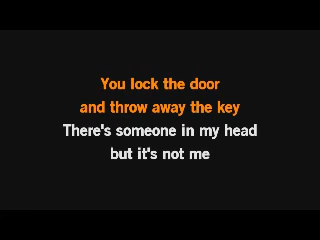 You lock the door
and throw away the key
There's someone in my head
but it's not me